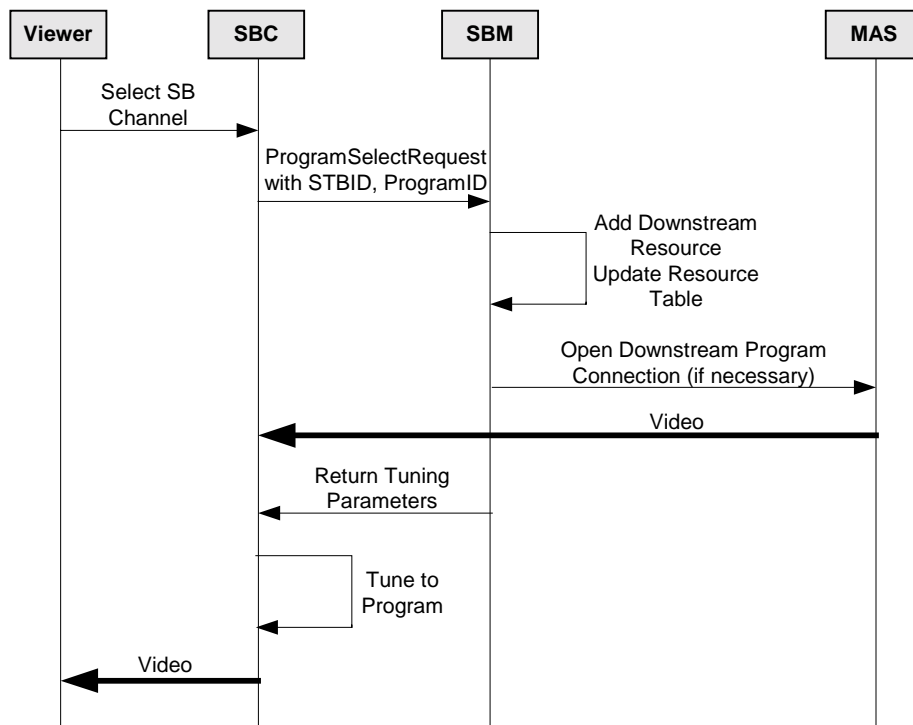 Viewer
SBC
SBM
MAS
Select SB
Channel
ProgramSelectRequest
with STBID, ProgramID
Add Downstream
Resource
Update Resource
Table
Open Downstream Program
Connection (if necessary)
Video
Return Tuning
Parameters
Tune to
Program
Video